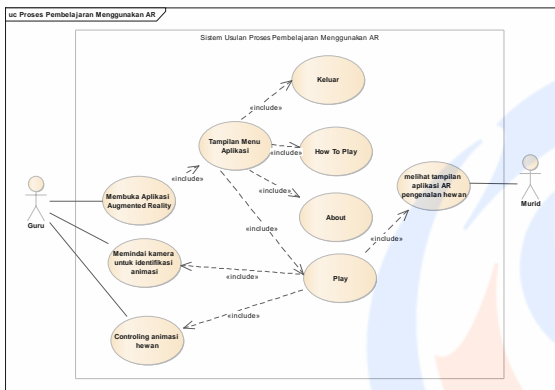 uc Proses Pembelajaran Menggunakan AR
Sistem Usulan Proses Pembelajaran Menggunakan AR
Keluar
«include»
Tampilan Menu
Aplikasi
«include»
How To Play
«include»
Membuka Aplikasi
Augmented Reality
«include»
About
melihat tampilan
aplikasi AR
pengenalan hewan
Guru
Murid
«include»
Memindai kamera
untuk identifikasi
animasi
«include»
«include»
Play
«include»
Controling animasi
hewan